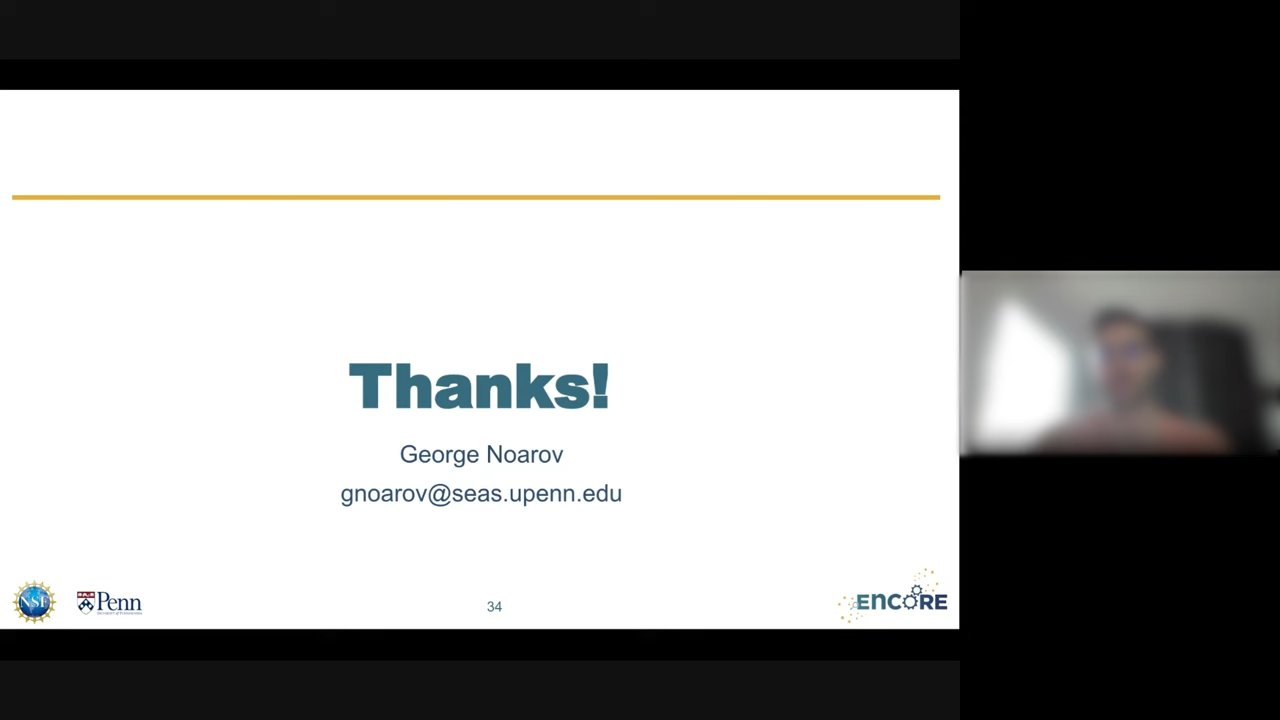 Thanks!
George Noarov
gnoarov@seas.upenn.edu
NSF
Penn
34
ENCORE